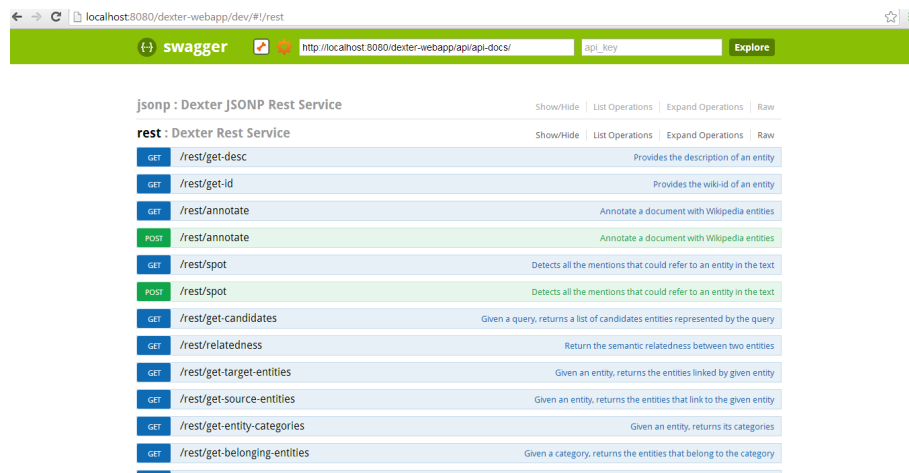 localhost:8080/dexter-webapp/dev/#!/rest
swagger http://localhost:8080/dexter-webapp/api/api-docs/ api_key Explore
jsonp : Dexter JSONP Rest Service Show/Hide List Operations Expand Operations Raw
rest : Dexter Rest Service Show/Hide List Operations Expand Operations Raw
GET /rest/get-desc Provides the description of an entity
GET /rest/get-id Provides the wiki-id of an entity
GET /rest/annotate Annotate a document with Wikipedia entities
POST /rest/annotate Annotate a document with Wikipedia entities
GET /rest/spot Detects all the mentions that could refer to an entity in the text
POST /rest/spot Detects all the mentions that could refer to an entity in the text
GET /rest/get-candidates Given a query, returns a list of candidates entities represented by the query
GET /rest/relatedness Return the semantic relatedness between two entities
GET /rest/get-target-entities Given an entity, returns the entities linked by given entity
GET /rest/get-source-entities Given an entity, returns the entities that link to the given entity
GET /rest/get-entity-categories Given an entity, returns its categories
GET /rest/get-belonging-entities Given a category, returns the entities that belong to the category